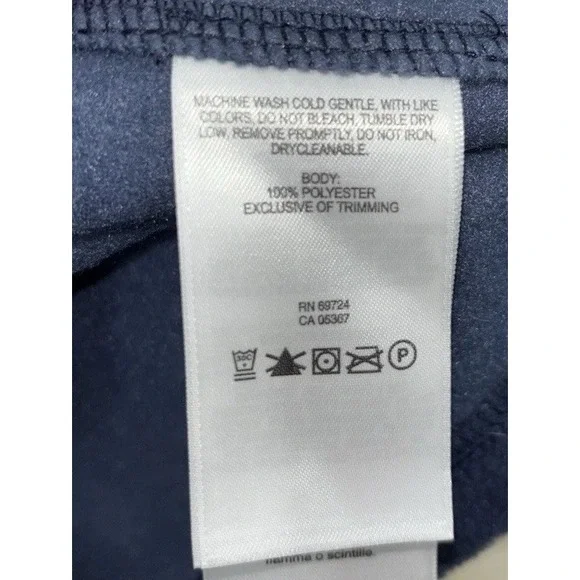 MACHINE WASH COLD GENTLE, WITH LIKE
COLORS, DO NOT BLEACH, TUMBLE DRY
LOW, REMOVE PROMPTLY, DO NOT IRON,
DRYCLEANABLE.
BODY:
100% POLYESTER
EXCLUSIVE OF TRIMMING
RN 69724
CA 05367
30C
P
fiamma o scintille.